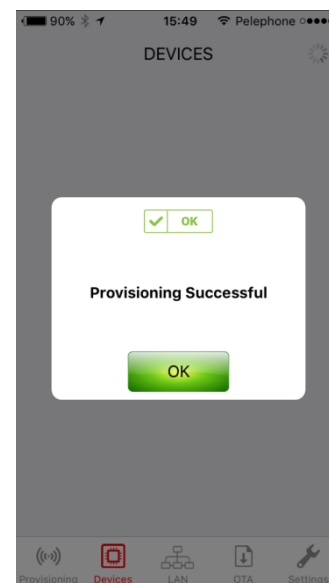 90% 15:49 Pelephone
DEVICES
OK
Provisioning Successful
OK
Provisioning Devices LAN OTA Settings